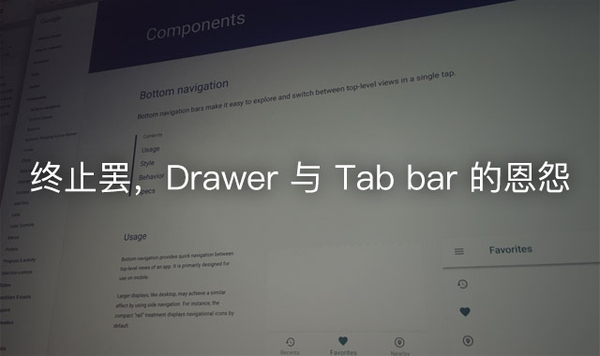 Components
Bottom navigation
Bottom navigation bars make it easy to explore and switch between top-level views in a single tap.
Contents
Usage
Style
Behavior
Specs
终止罢，Drawer 与 Tab bar 的恩怨
Usage
Bottom navigation provides quick navigation between
top-level views of an app. It is primarily designed for
use on mobile.
Larger displays, like desktop, may achieve a similar
effect by using side navigation. For instance, the
compact "rail" treatment displays navigational icons by
default.
Favorites
Recents
Favorites
Nearby